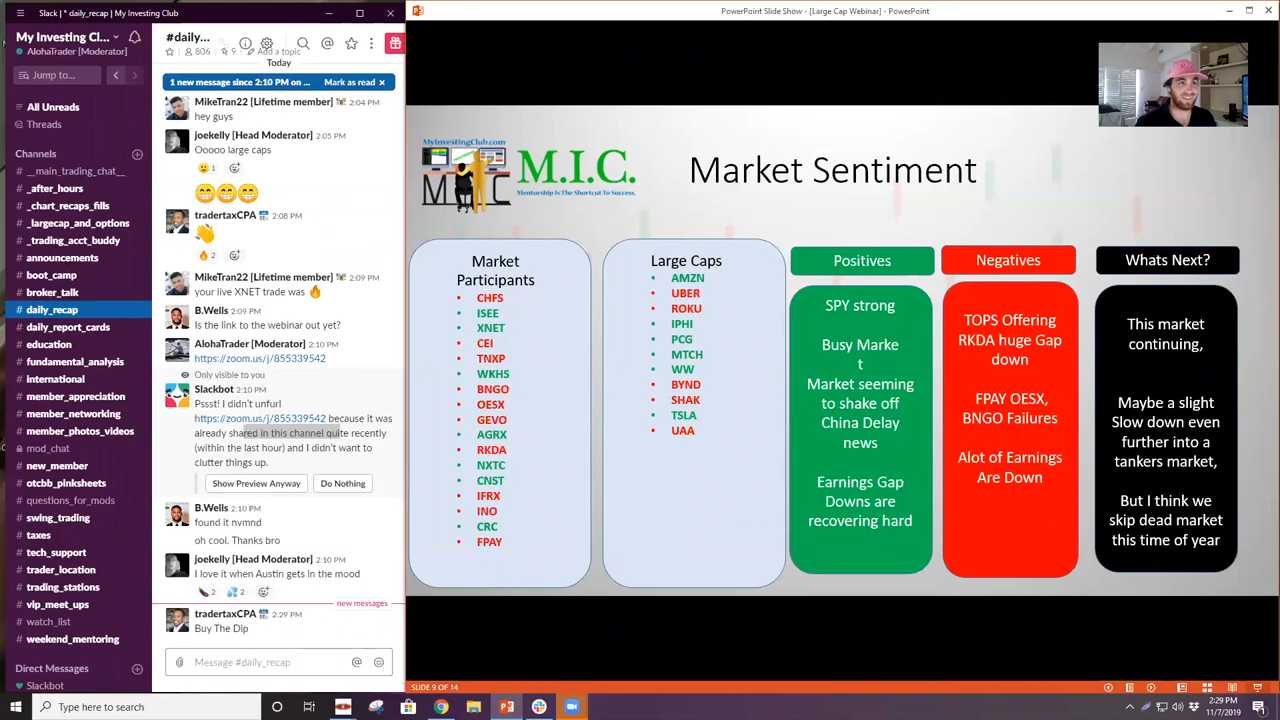 Slack | #daily_recap | My Investing Club
My Investing Cl...
AlohaTrader [Moderator]
Jump to...
All Unreads
Threads
Channels
_main_trading_chat__
_after_hours
_chart_recaps_fills
_largecap_and_options
_trading_acct_buddy
announcements
boot_camp
broker_talk
daily_recap
daily_report_cards
education
fundamental_analysis
international
improving_members
member_networking
member_photos_videos
mod_chat
new_member
otcbb_pinksheets
questions_for_mods
swing_trading
taxes
tech_support
trader_location
trading_stations
vip_meet_ups
watch_list
weekend_mentoring
Direct Messages
Slackbot
#daily_...
806
9
Add a topic
Today
1 new message since 2:10 PM on ...
Mark as read
MikeTran22 [Lifetime member] 2:04 PM
hey guys
joekelly [Head Moderator] 2:05 PM
Ooooo large caps
1
tradertaxCPA 2:08 PM
2
MikeTran22 [Lifetime member] 2:09 PM
your live XNET trade was
B.Wells 2:09 PM
Is the link to the webinar out yet?
AlohaTrader [Moderator] 2:10 PM
https://zoom.us/j/855339542
Only visible to you
Slackbot 2:10 PM
Pssst! I didn't unfurl
https://zoom.us/j/855339542 because it was
already shared in this channel quite recently
(within the last hour) and I didn't want to
clutter things up.
Show Preview Anyway
Do Nothing
B.Wells 2:10 PM
found it nvmnd
oh cool. Thanks bro
joekelly [Head Moderator] 2:10 PM
I love it when Austin gets in the mood
2 2
new messages
tradertaxCPA 2:29 PM
Buy The Dip
Message #daily_recap
PowerPoint Slide Show - [Large Cap Webinar] - PowerPoint
MyInvestingClub.com
MIC
M.I.C.
Mentorship Is The Shortcut To Success.
Market Sentiment
Market
Participants
CHFS
ISEE
XNET
CEI
TNXP
WKHS
BNGO
OESX
GEVO
AGRX
RKDA
NXTC
CNST
IFRX
INO
CRC
FPAY
Large Caps
AMZN
UBER
ROKU
IPHI
PCG
MTCH
WW
BYND
SHAK
TSLA
UAA
Positives
SPY strong
Busy Marke
t
Market seeming
to shake off
China Delay
news
Earnings Gap
Downs are
recovering hard
Negatives
TOPS Offering
RKDA huge Gap
down
FPAY OESX,
BNGO Failures
Alot of Earnings
Are Down
Whats Next?
This market
continuing,
Maybe a slight
Slow down even
further into a
tankers market,
But I think we
skip dead market
this time of year
SLIDE 9 OF 14
Type here to search
2:29 PM
11/7/2019